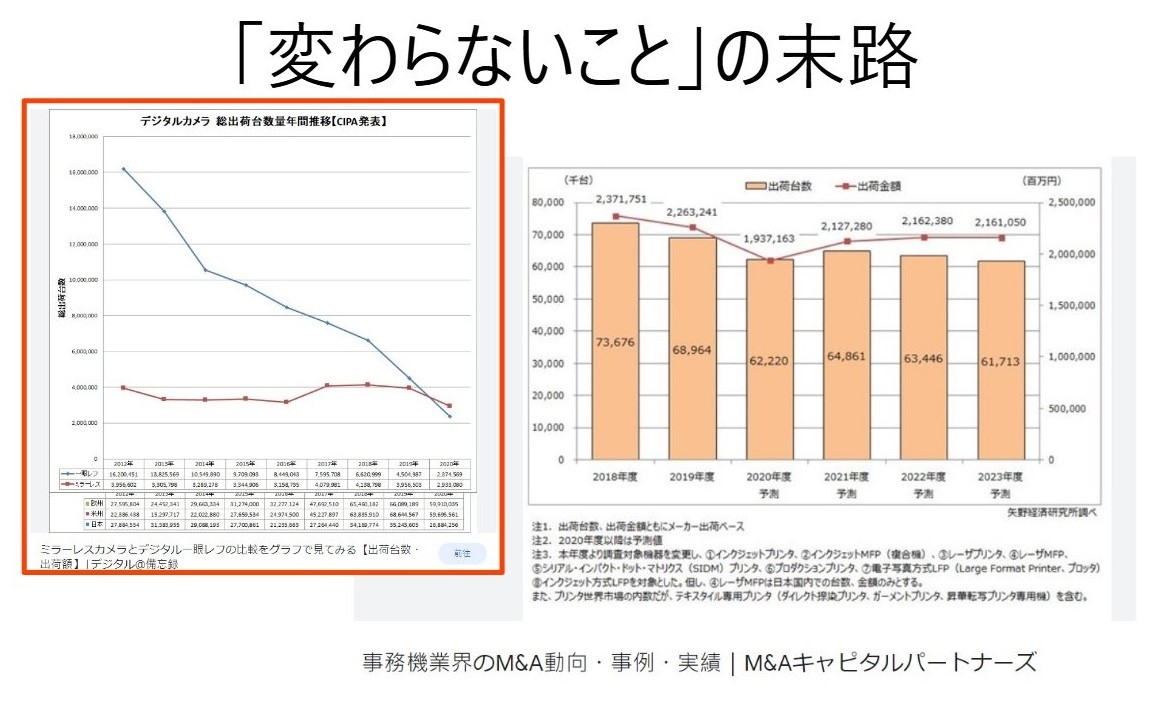 「変わらないこと」の末路
デジタルカメラ 総出荷台数量年間推移【CIPA発表】
18,000,000
16,000,000
14,000,000
12,000,000
10,000,000
8,000,000
6,000,000
4,000,000
2,000,000
0
総出荷台数
2012年 2013年 2014年 2015年 2016年 2017年 2018年 2019年 2020年
一眼レフ 16,200,451 13,825,569 10,549,890 9,709,093 8,449,043 7,595,708 6,620,999 4,504,987 2,374,569
ミラーレス 3,956,602 3,305,798 3,289,278 3,344,906 3,158,795 4,079,981 4,138,798 3,956,503 2,933,080
2012年 2013年 2014年 2015年 2016年 2017年 2018年 2019年 2020年
欧州 27,595,804 24,452,341 29,663,334 31,274,000 32,277,124 47,692,510 65,460,182 66,089,189 59,910,035
米州 22,386,438 15,297,717 22,022,880 27,659,534 24,974,500 45,227,897 63,835,910 68,644,567 59,695,561
日本 27,884,554 31,583,955 29,068,193 27,700,861 21,235,663 37,264,440 34,189,774 35,243,605 26,884,256
ミラーレスカメラとデジタル一眼レフの比較をグラフで見てみる【出荷台数・
出荷額】 | デジタル@備忘録
前往
（千台）
出荷台数 出荷金額
（百万円）
80,000
70,000
60,000
50,000
40,000
30,000
20,000
10,000
0
2,371,751 2,263,241 1,937,163 2,127,280 2,162,380 2,161,050
73,676 68,964 62,220 64,861 63,446 61,713
2,500,000
2,000,000
1,500,000
1,000,000
500,000
0
2018年度 2019年度 2020年度 2021年度 2022年度 2023年度
予測 予測 予測 予測
矢野経済研究所調べ
注1．出荷台数、出荷金額ともにメーカー出荷ベース
注2．2020年度以降は予測値
注3．本年度より調査対象機器を変更し、①インクジェットプリンタ、②インクジェットMFP（複合機）、③レーザプリンタ、④レーザMFP、
⑤シリアル・インパクト・ドット・マトリクス（SIDM）プリンタ、⑥プロダクションプリンタ、⑦電子写真方式LFP（Large Format Printer、プロッタ）
⑧インクジェット方式LFPを対象とした。但し、④レーザMFPは日本国内での台数、金額のみとする。
また、プリンタ世界市場の内数だが、テキスタイル専用プリンタ（ダイレクト捺染プリンタ、ガーメントプリンタ、昇華転写プリンタ専用機）を含む。
事務機業界のM&A動向・事例・実績｜M&Aキャピタルパートナーズ